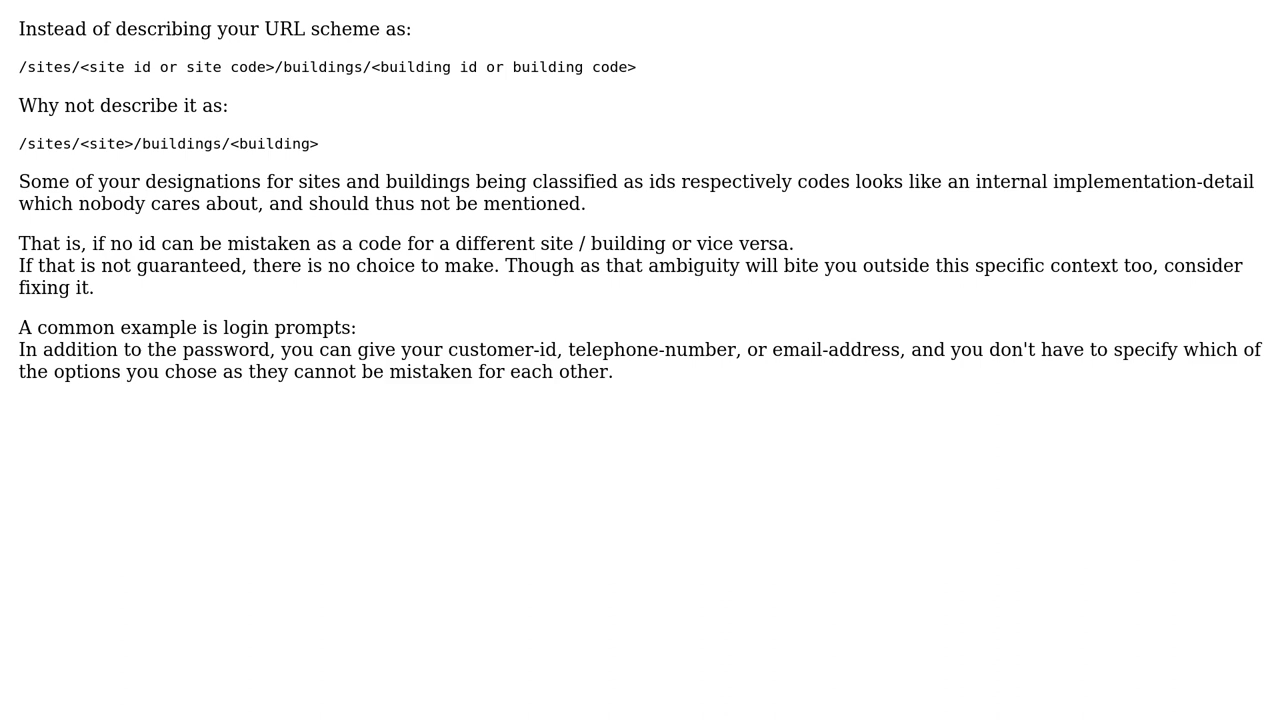 Instead of describing your URL scheme as:
/sites/<site id or site code>/buildings/<building id or building code>
Why not describe it as:
/sites/<site>/buildings/<building>
Some of your designations for sites and buildings being classified as ids respectively codes looks like an internal implementation-detail
which nobody cares about, and should thus not be mentioned.
That is, if no id can be mistaken as a code for a different site / building or vice versa.
If that is not guaranteed, there is no choice to make. Though as that ambiguity will bite you outside this specific context too, consider
fixing it.
A common example is login prompts:
In addition to the password, you can give your customer-id, telephone-number, or email-address, and you don't have to specify which of
the options you chose as they cannot be mistaken for each other.